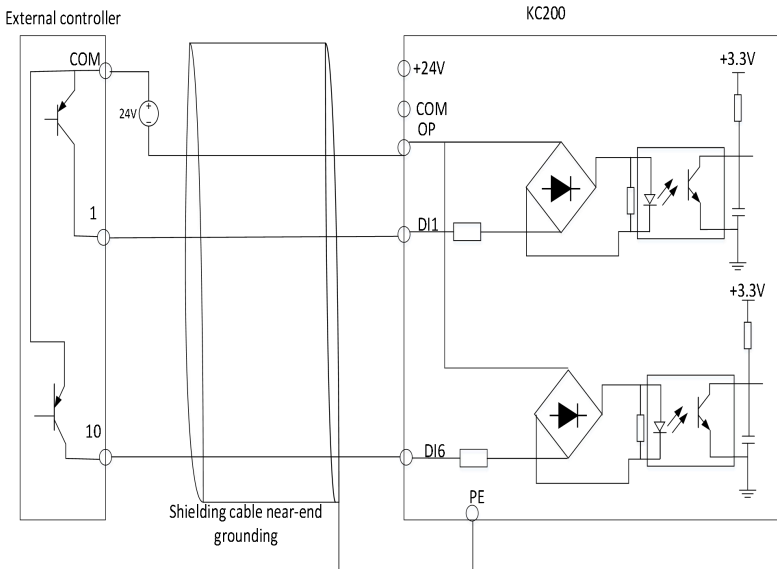 External controller
KC200
COM
+24V
+3.3V
24V
COM
OP
1
DI1
+3.3V
10
DI6
PE
Shielding cable near-end
grounding